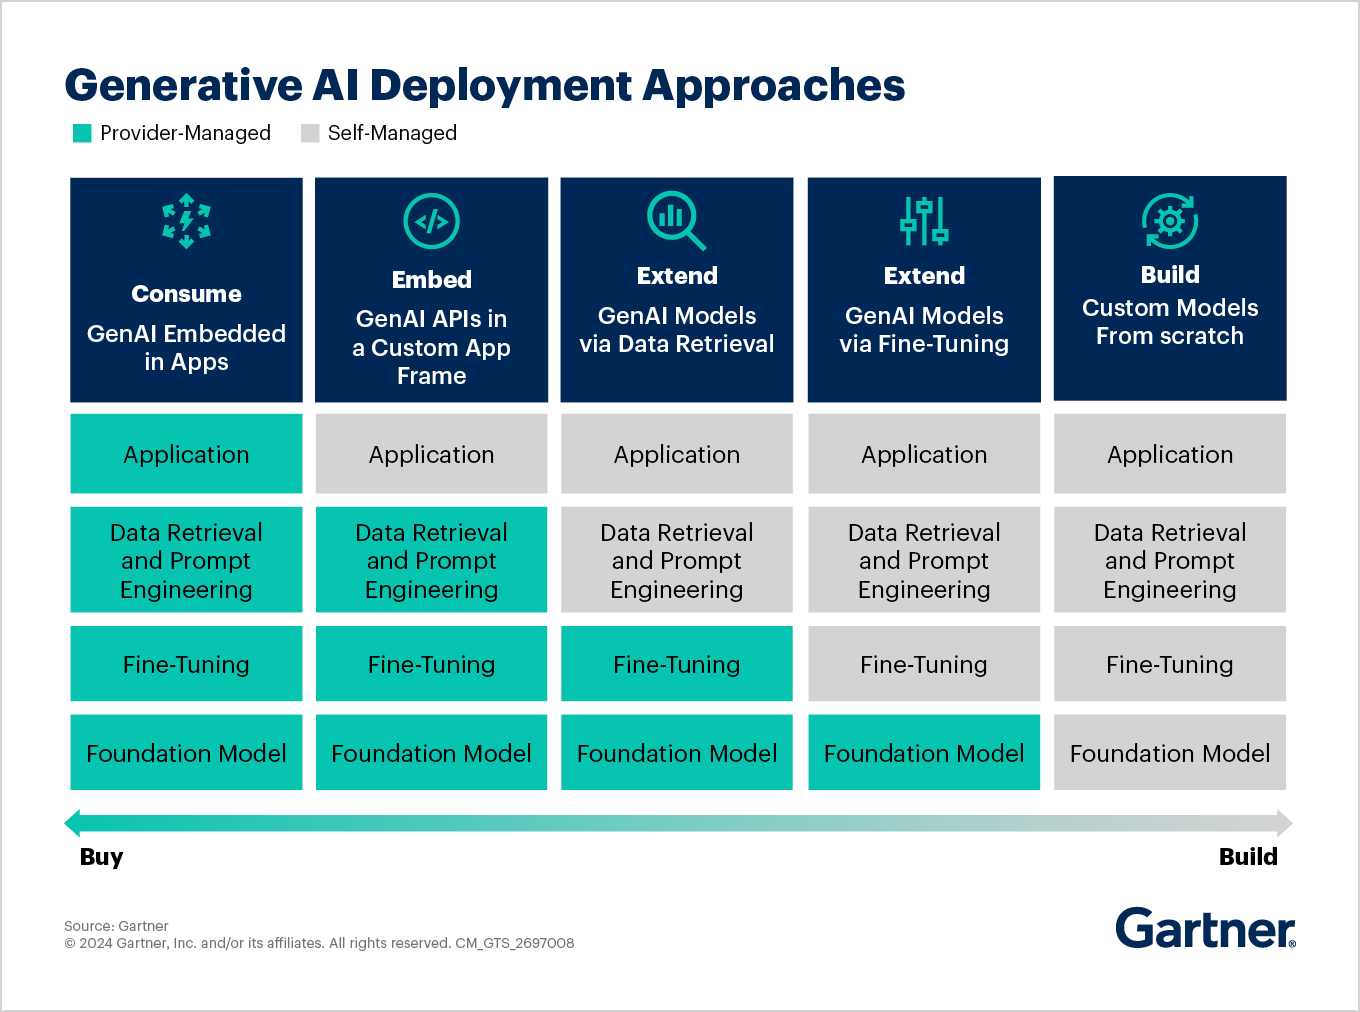 Generative AI Deployment Approaches
Provider-Managed
Self-Managed
Consume
GenAI Embedded
in Apps
Embed
GenAI APIs in
a Custom App
Frame
Extend
GenAI Models
via Data Retrieval
Extend
GenAI Models
via Fine-Tuning
Build
Custom Models
From scratch
Application
Application
Application
Application
Application
Data Retrieval
and Prompt
Engineering
Data Retrieval
and Prompt
Engineering
Data Retrieval
and Prompt
Engineering
Data Retrieval
and Prompt
Engineering
Data Retrieval
and Prompt
Engineering
Fine-Tuning
Fine-Tuning
Fine-Tuning
Fine-Tuning
Fine-Tuning
Foundation Model
Foundation Model
Foundation Model
Foundation Model
Foundation Model
Buy
Build
Source: Gartner
© 2024 Gartner, Inc. and/or its affiliates. All rights reserved. CM_GTS_2697008
Gartner®